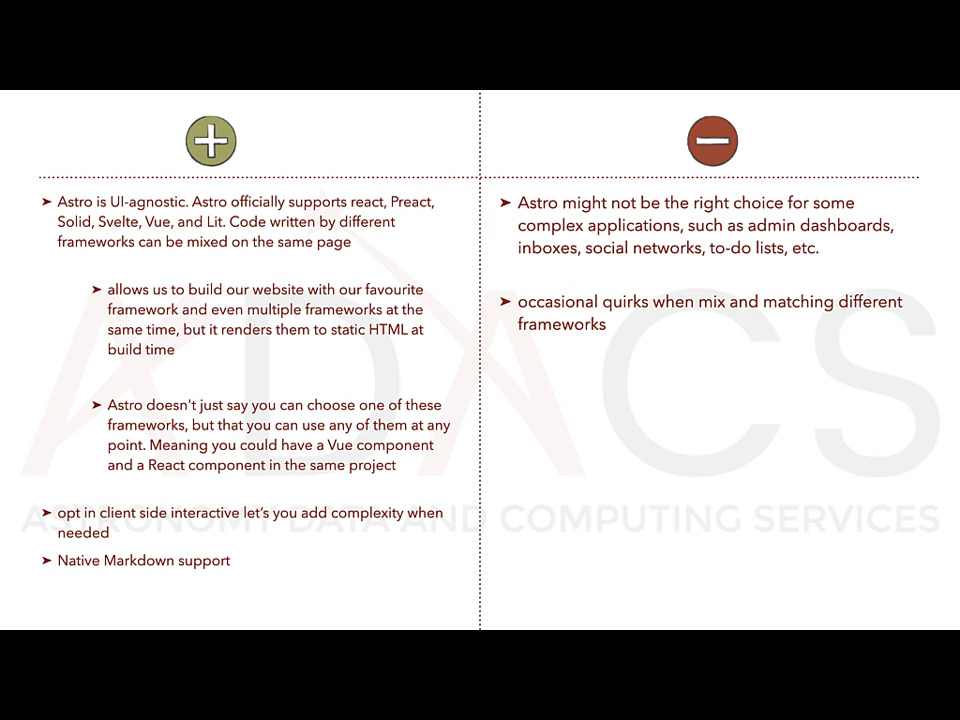 ➤ Astro is UI-agnostic. Astro officially supports react, Preact,
Solid, Svelte, Vue, and Lit. Code written by different
frameworks can be mixed on the same page
➤ allows us to build our website with our favourite
framework and even multiple frameworks at the
same time, but it renders them to static HTML at
build time
➤ Astro doesn't just say you can choose one of these
frameworks, but that you can use any of them at any
point. Meaning you could have a Vue component
and a React component in the same project
➤ opt in client side interactive let's you add complexity when
needed
➤ Native Markdown support
➤ Astro might not be the right choice for some
complex applications, such as admin dashboards,
inboxes, social networks, to-do lists, etc.
➤ occasional quirks when mix and matching different
frameworks
ADACS
ASTRONOMY DATA AND COMPUTING SERVICES